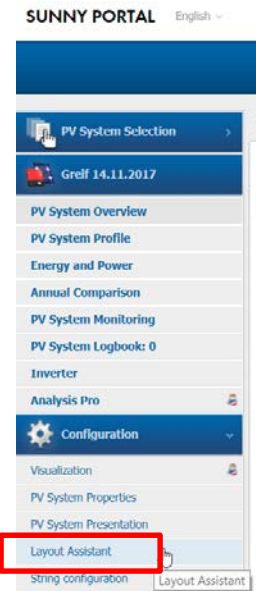 SUNNY PORTAL English
PV System Selection
Greif 14.11.2017
PV System Overview
PV System Profile
Energy and Power
Annual Comparison
PV System Monitoring
PV System Logbook: 0
Inverter
Analysis Pro
Configuration
Visualization
PV System Properties
PV System Presentation
Layout Assistant
String configuration Layout Assistant